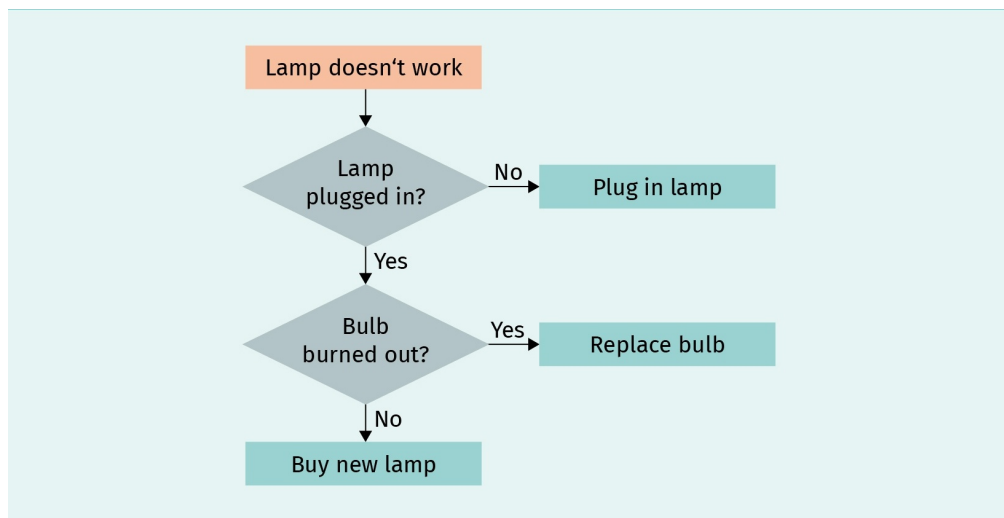 Lamp doesn‘t work
Lamp
plugged in?
No
Plug in lamp
Yes
Bulb
burned out?
Yes
Replace bulb
No
Buy new lamp